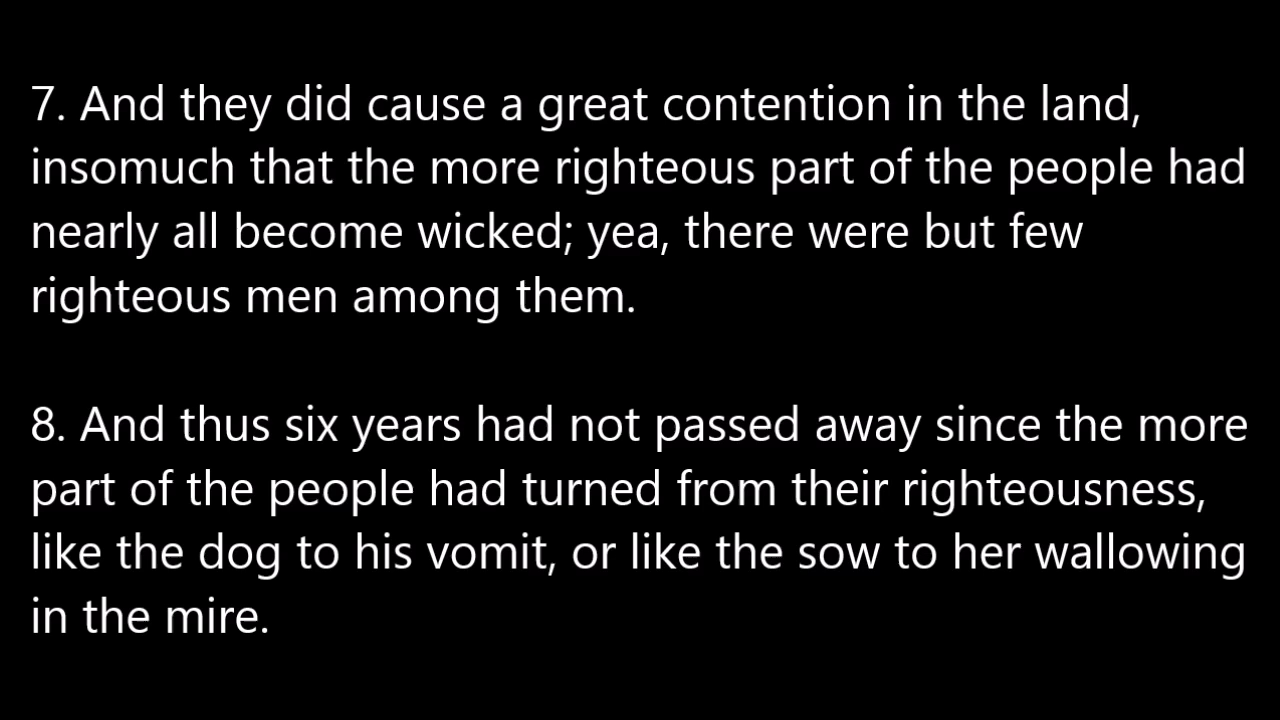 7. And they did cause a great contention in the land,
insomuch that the more righteous part of the people had
nearly all become wicked; yea, there were but few
righteous men among them.
8. And thus six years had not passed away since the more
part of the people had turned from their righteousness,
like the dog to his vomit, or like the sow to her wallowing
in the mire.